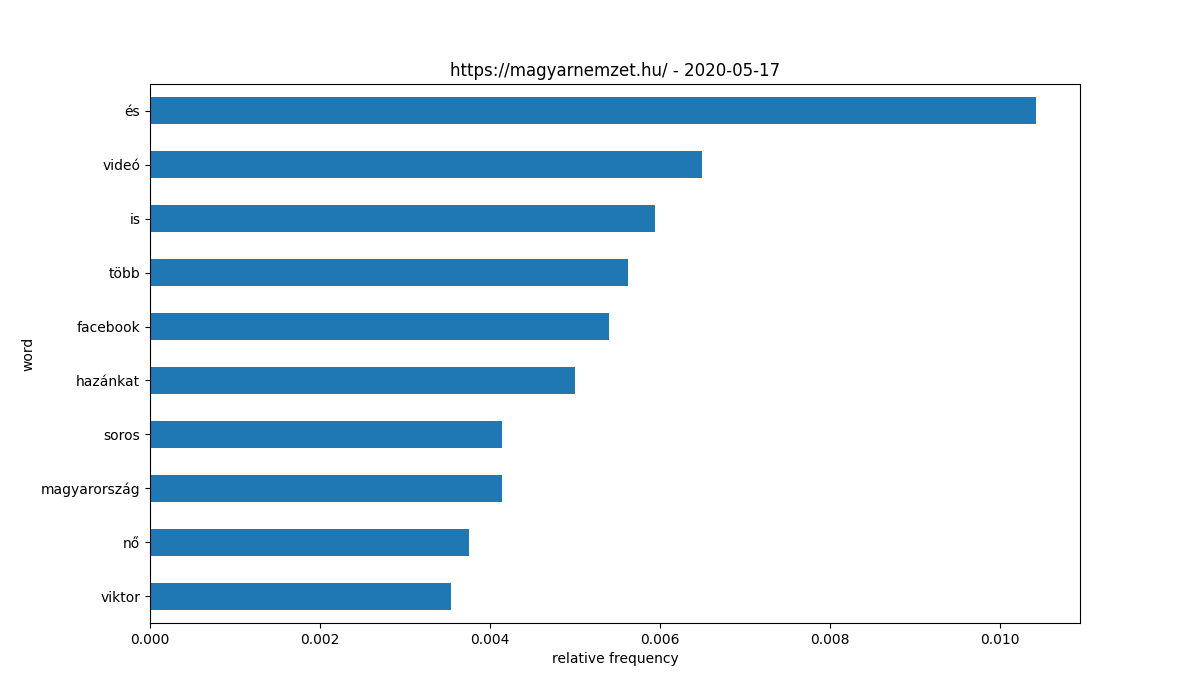 https://magyarnemzet.hu/ - 2020-05-17
és
videó
is
több
facebook
hazánkat
soros
magyarország
nő
viktor
word
0.000 0.002 0.004 0.006 0.008 0.010
relative frequency